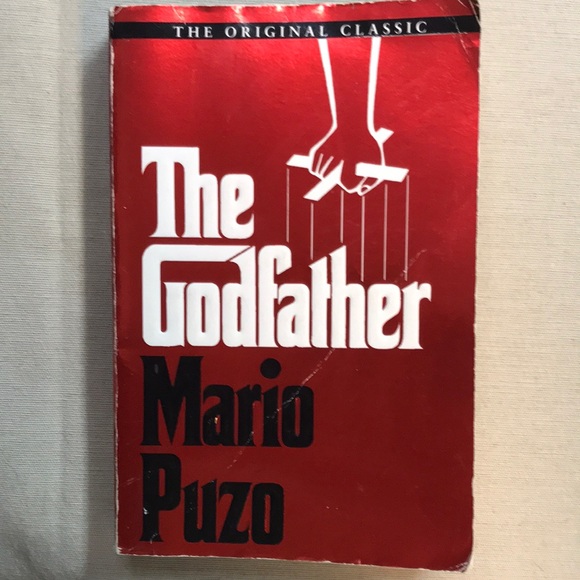 THE ORIGINAL CLASSIC
The
Godfather
Mario
Puzo